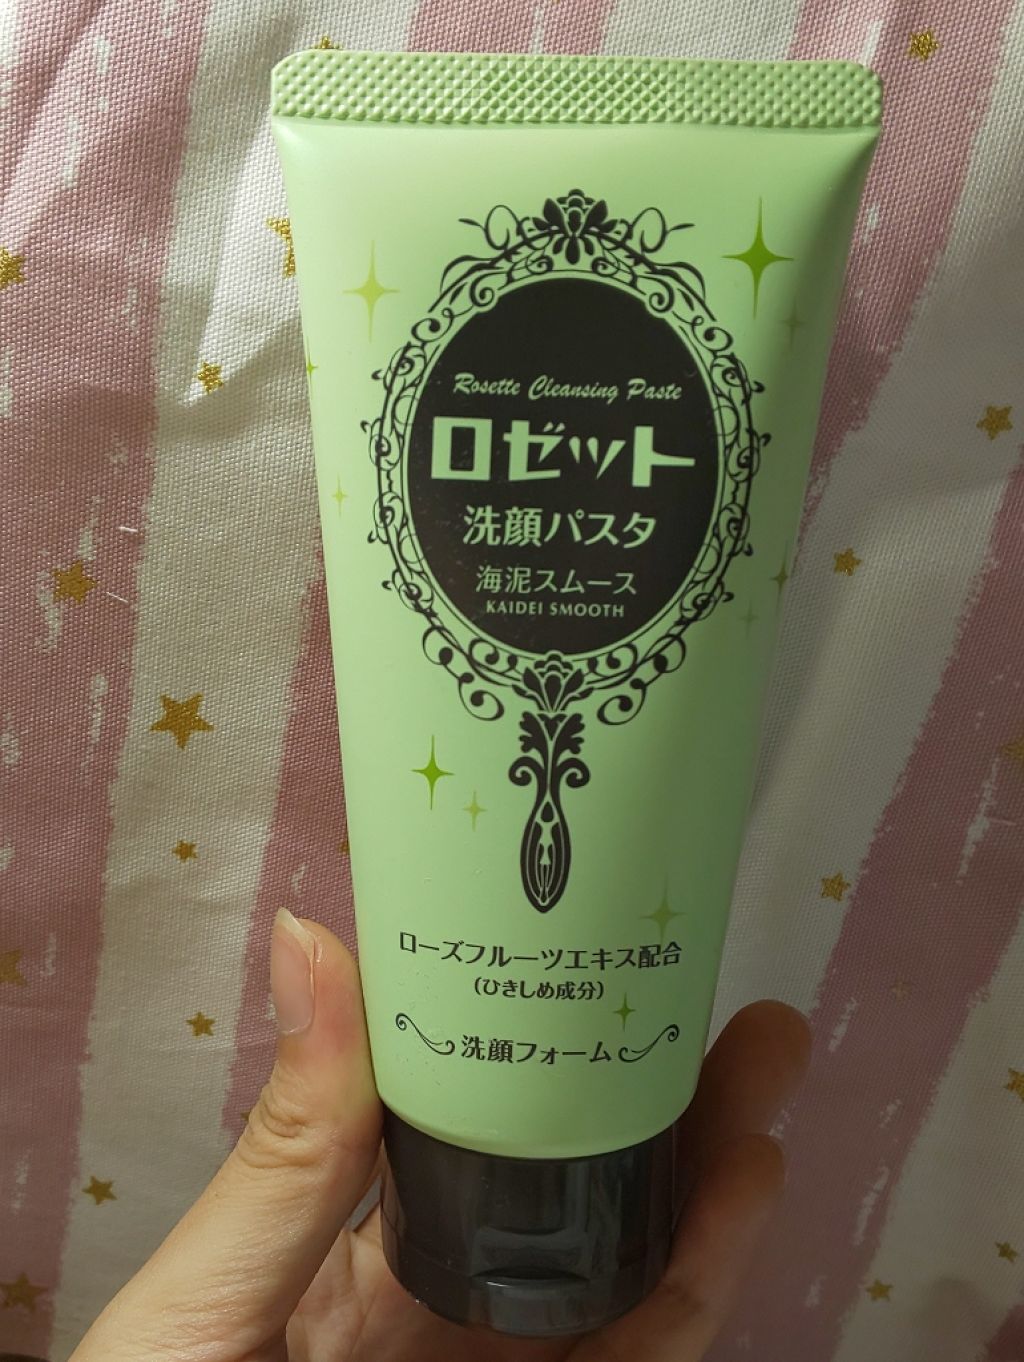 Rosette Cleansing Paste
ロゼット
洗顔パスタ
海泥スムース
KAIDEI SMOOTH
ローズフルーツエキス配合
(ひきしめ成分)
洗顔フォーム